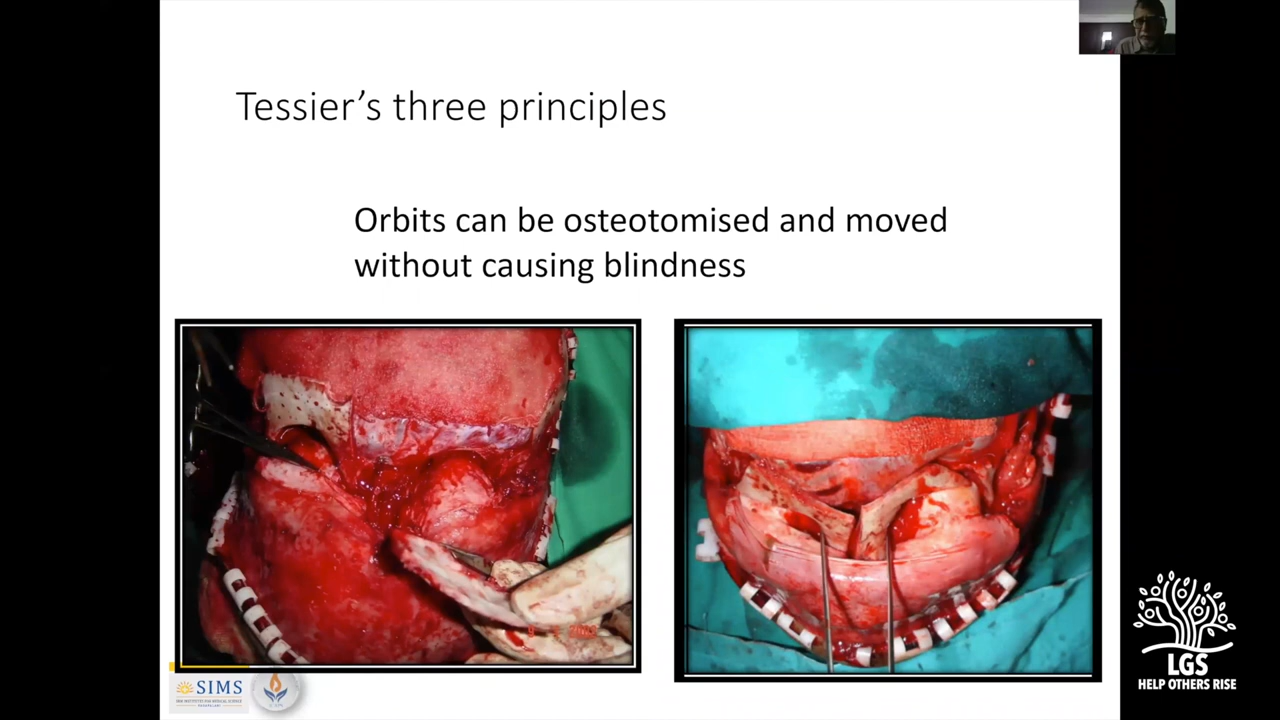 Tessier’s three principles
Orbits can be osteotomised and moved
without causing blindness
SIMS
LGS
HELP OTHERS RISE